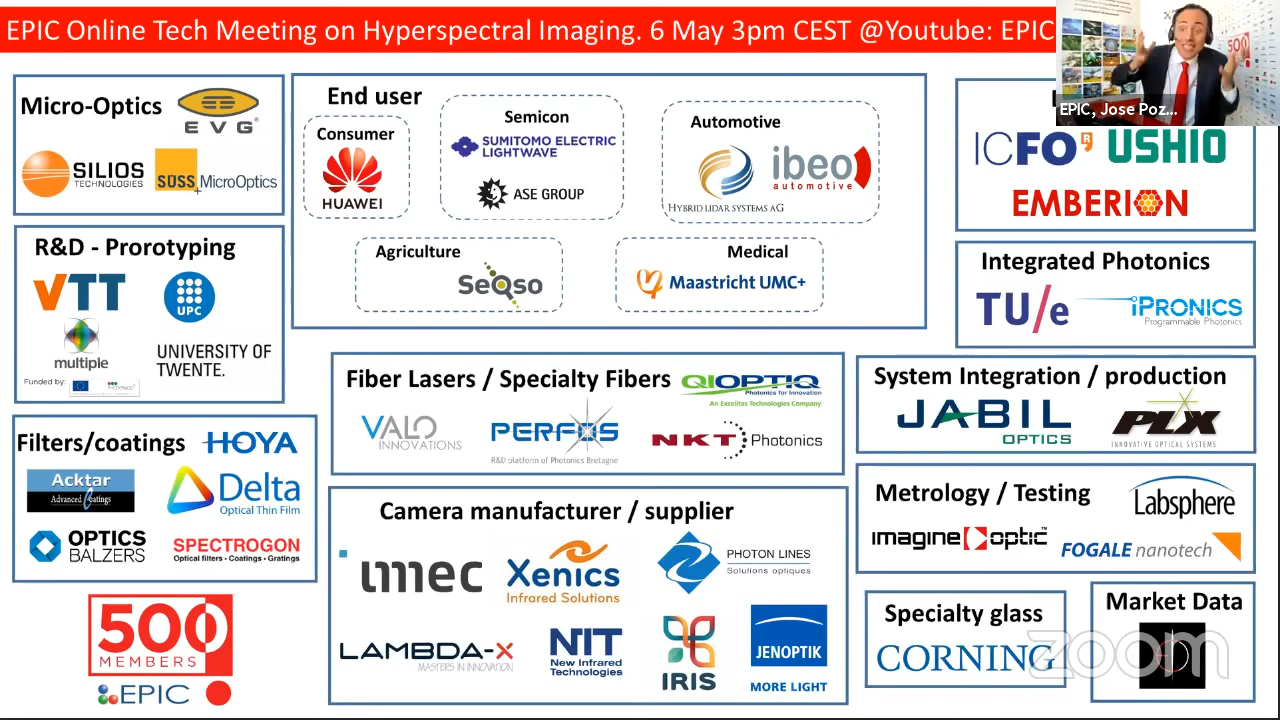 EPIC Online Tech Meeting on Hyperspectral Imaging. 6 May 3pm CEST @Youtube: EPIC
EPIC, Jose Poz...
Micro-Optics
EVG®
SILIOS
TECHNOLOGIES
SUSS
MicroOptics
End user
Consumer
HUAWEI
Semicon
SUMITOMO ELECTRIC
LIGHTWAVE
ASE GROUP
Automotive
HYBRID LIDAR SYSTEMS AG
ibeo
automotive
Agriculture
SeQso
Medical
Maastricht UMC+
ICFO R
USHIO
EMBERION
R&D - Prorotyping
VTT
UPC
multiple
Funded by:
UNIVERSITY OF
TWENTE.
Integrated Photonics
TU/e
iPRONICS
Programmable Photonics
Fiber Lasers / Specialty Fibers
QIOPTIQ
Photonics for Innovation
An Excelitas Technologies Company
VALO
INNOVATIONS
PERFOS
R&D platform of Photonics Bretagne
NKT Photonics
System Integration / production
JABIL
OPTICS
PLX
INNOVATIVE OPTICAL SYSTEMS
Filters/coatings
HOYA
Acktar
Advanced Coatings
Delta
Optical Thin Film
OPTICS
BALZERS
SPECTROGON
Optical filters • Coatings • Gratings
Camera manufacturer / supplier
imec
Xenics
Infrared Solutions
PHOTON LINES
Solutions optiques
LAMBDA-X
MASTERS IN INNOVATION
NIT
New Infrared
Technologies
IRIS
JENOPTIK
MORE LIGHT
Metrology / Testing
Labsphere
imagine optic™
FOGALE nanotech
Specialty glass
CORNING
Market Data
zoom
500
MEMBERS
EPIC